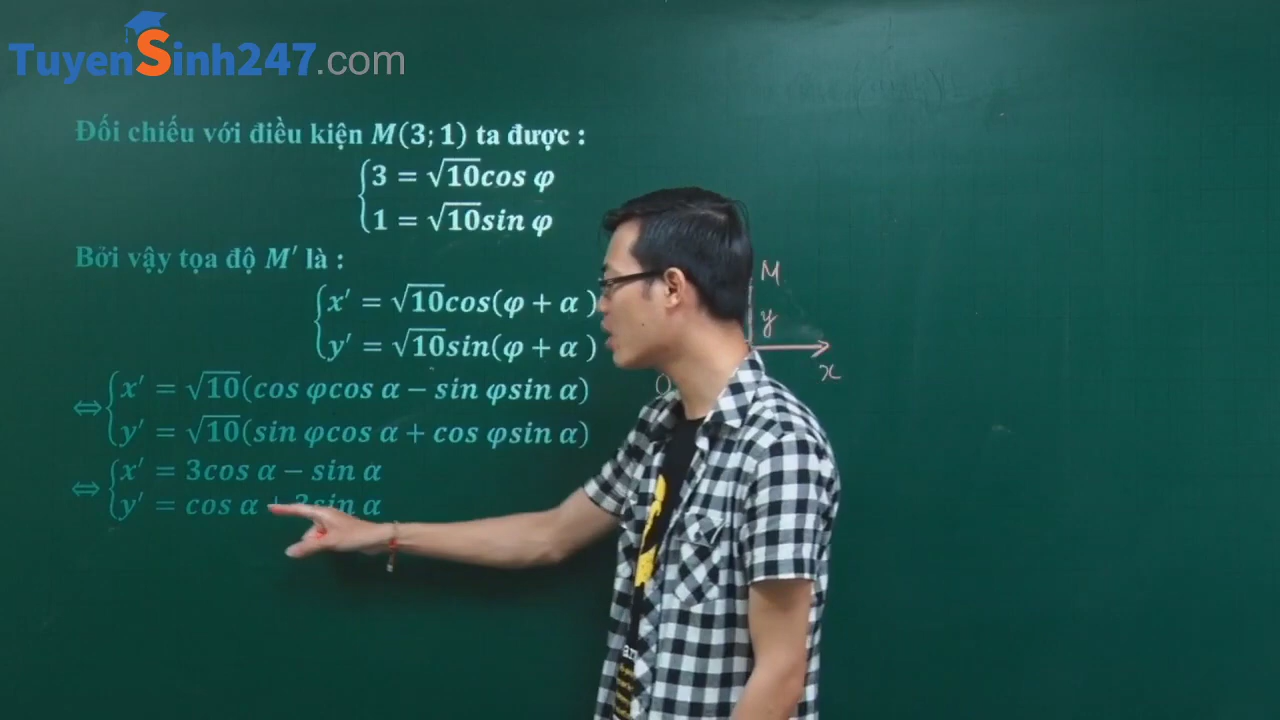 TuyenSinh247.com
Đối chiếu với điều kiện M(3; 1) ta được :
{3 = √10cos φ
1 = √10sin φ
Bởi vậy tọa độ M′ là :
{x′ = √10cos(φ + α )
y′ = √10sin(φ + α )
⇔ {x′ = √10(cos φcos α − sin φsin α)
y′ = √10(sin φcos α + cos φsin α)
⇔ {x′ = 3cos α − sin α
y′ = cos α + 3sin α
M
y
x
O